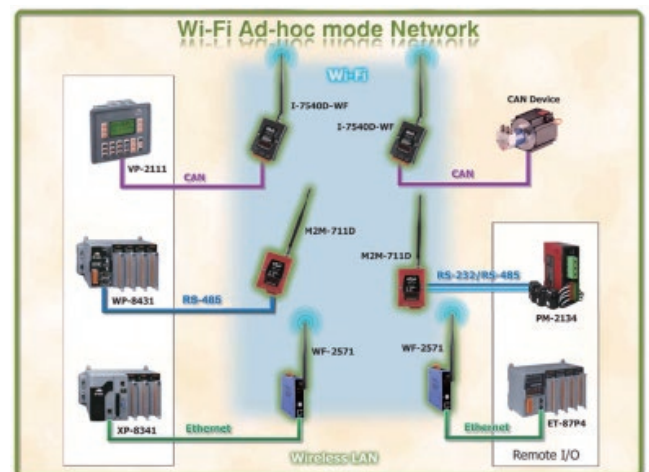 Wi-Fi Ad-hoc mode Network
Wi-Fi
I-7540D-WF
I-7540D-WF
CAN Device
VP-2111
CAN
CAN
M2M-711D
M2M-711D
RS-232/RS-485
WP-8431
RS-485
PM-2134
WF-2571
WF-2571
XP-8341
Ethernet
Ethernet
ET-87P4
Wireless LAN
Remote I/O